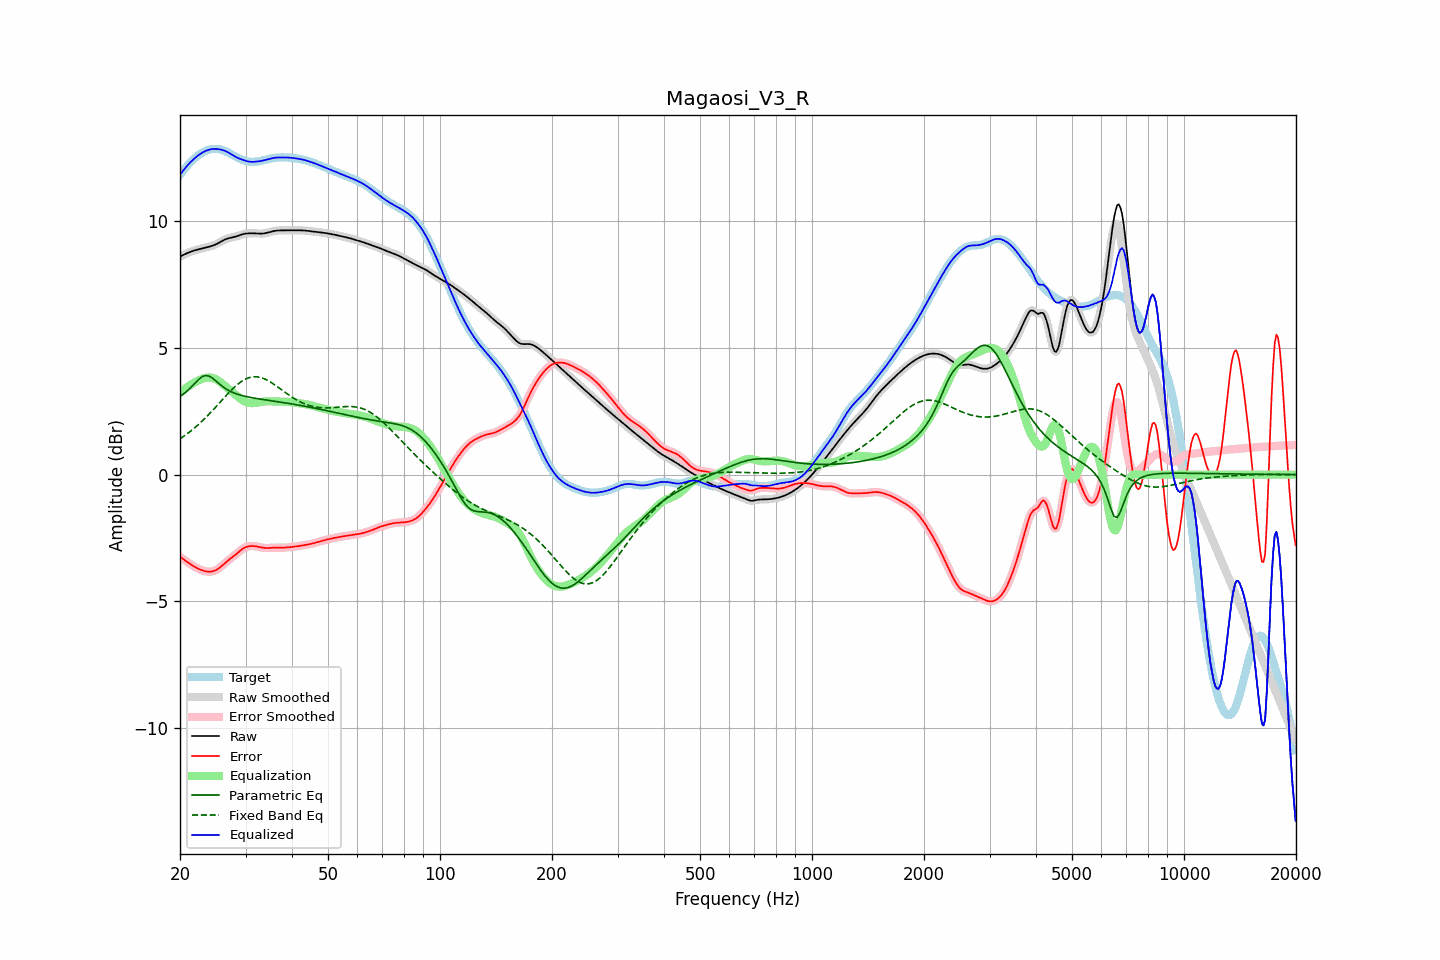 Magaosi_V3_R
Amplitude (dBr)
10
5
0
−5
−10
Target
Raw Smoothed
Error Smoothed
Raw
Error
Equalization
Parametric Eq
Fixed Band Eq
Equalized
20 50 100 200 500 1000 2000 5000 10000 20000
Frequency (Hz)